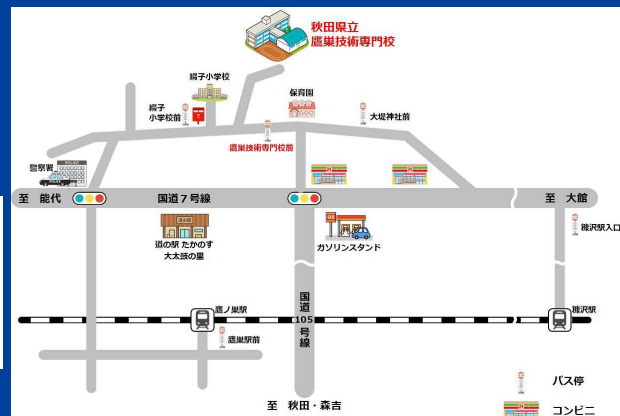 秋田県立
鷹巣技術専門校
綴子小学校
保育園
綴子
小学校前
大堤神社前
鷹巣技術専門校前
警察署
至 能代
国道7号線
至 大館
道の駅 たかのす
大太鼓の里
ガソリンスタンド
糠沢駅入口
国道
105
号線
鷹ノ巣駅
糠沢駅
鷹巣駅前
至 秋田・森吉
バス停
コンビニ